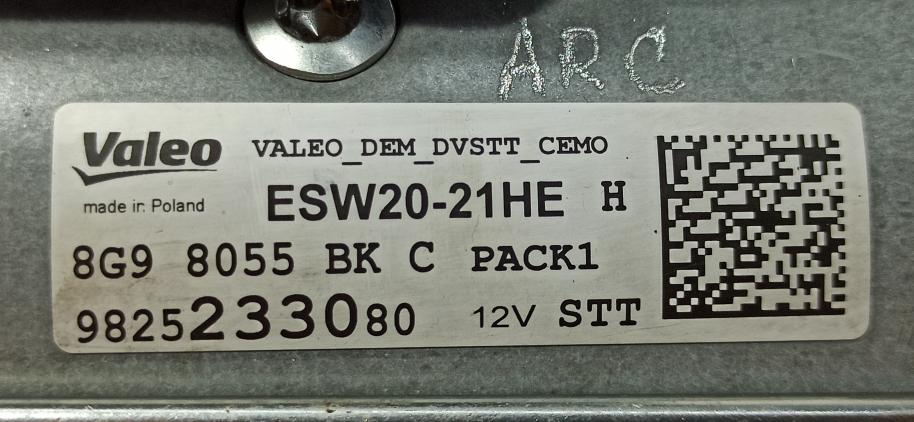 ARC
Valeo VALEO_DEM_DVSTT_CEMO
made in Poland ESW20-21HE H
8G9 8055 BK C PACK1
9825233080 12V STT